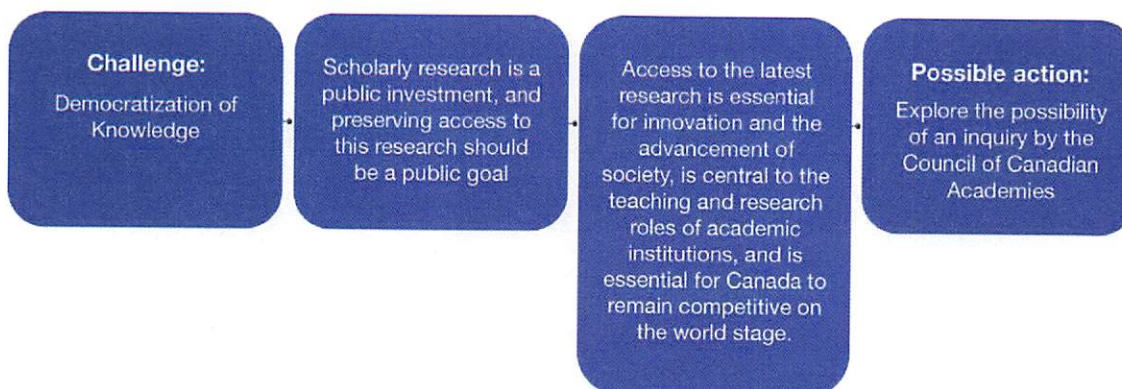 Challenge:
Democratization of
Knowledge
Scholarly research is a
public investment, and
preserving access to
this research should
be a public goal
Access to the latest
research is essential
for innovation and the
advancement of
society, is central to the
teaching and research
roles of academic
institutions, and is
essential for Canada to
remain competitive on
the world stage.
Possible action:
Explore the possibility
of an inquiry by the
Council of Canadian
Academies